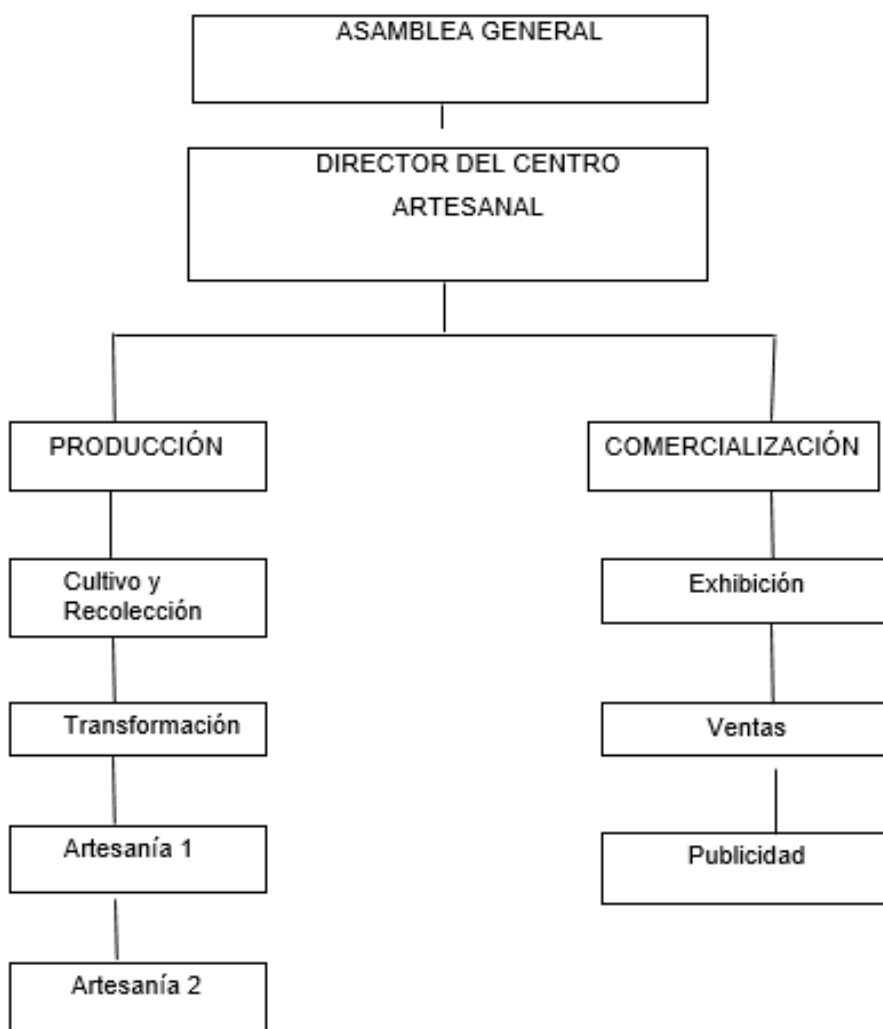 ASAMBLEA GENERAL
DIRECTOR DEL CENTRO
ARTESANAL
PRODUCCIÓN
COMERCIALIZACIÓN
Cultivo y
Recolección
Exhibición
Transformación
Ventas
Artesanía 1
Publicidad
Artesanía 2